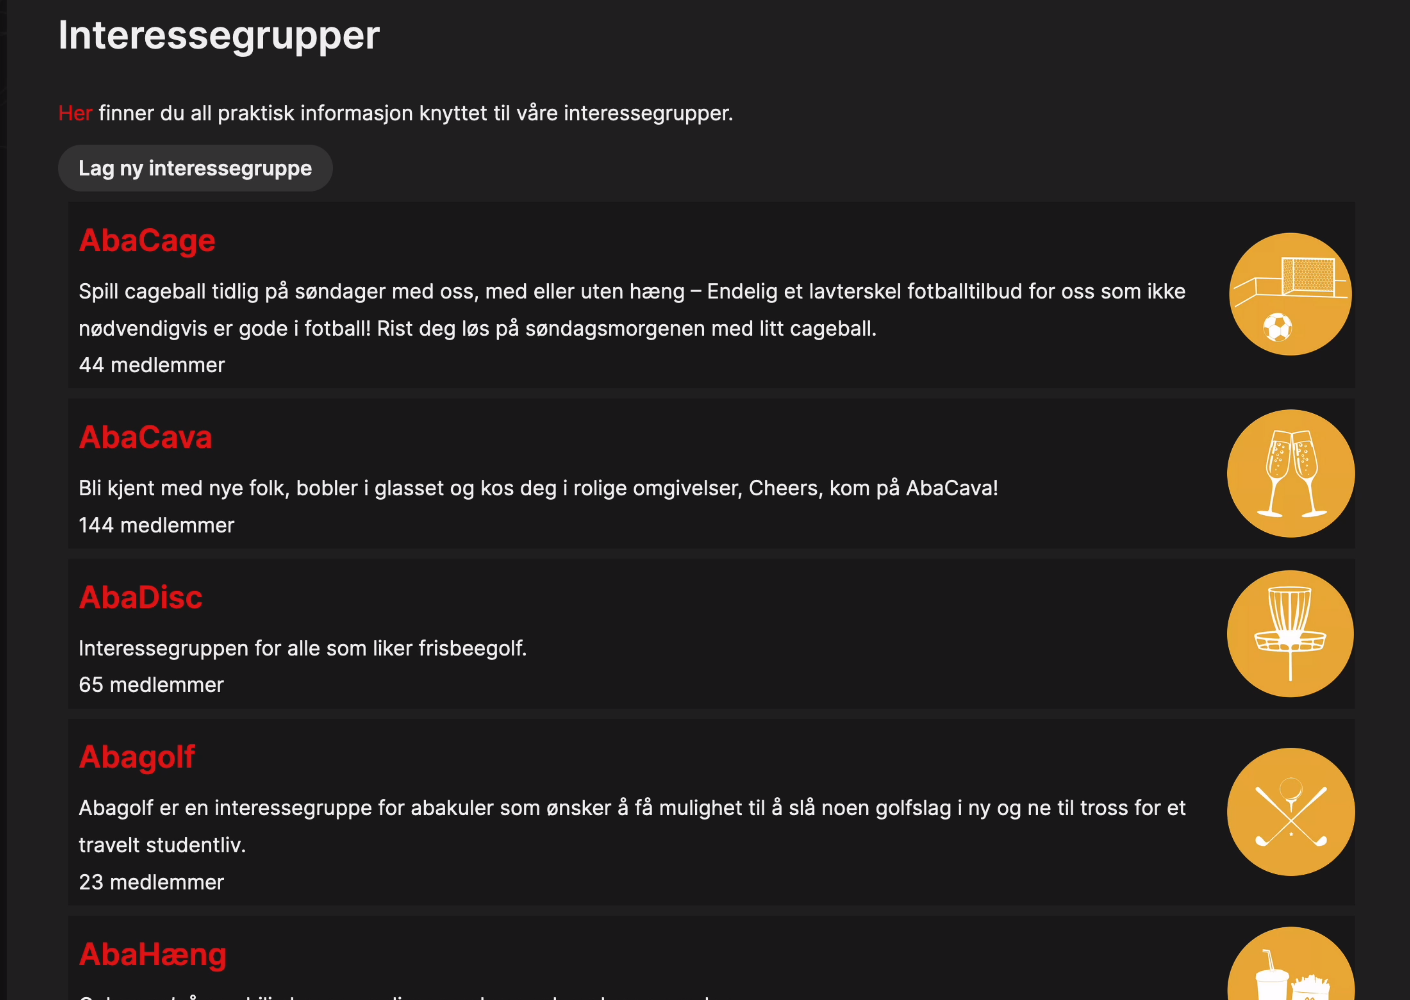 Interessegrupper
Her finner du all praktisk informasjon knyttet til våre interessegrupper.
Lag ny interessegruppe
AbaCage
Spill cageball tidlig på søndager med oss, med eller uten hæng – Endelig et lavterskel fotballtilbud for oss som ikke
nødvendigvis er gode i fotball! Rist deg løs på søndagsmorgenen med litt cageball.
44 medlemmer
AbaCava
Bli kjent med nye folk, bobler i glasset og kos deg i rolige omgivelser, Cheers, kom på AbaCava!
144 medlemmer
AbaDisc
Interessegruppen for alle som liker frisbeegolf.
65 medlemmer
Abagolf
Abagolf er en interessegruppe for abakuler som ønsker å få mulighet til å slå noen golfslag i ny og ne til tross for et
travelt studentliv.
23 medlemmer
AbaHæng